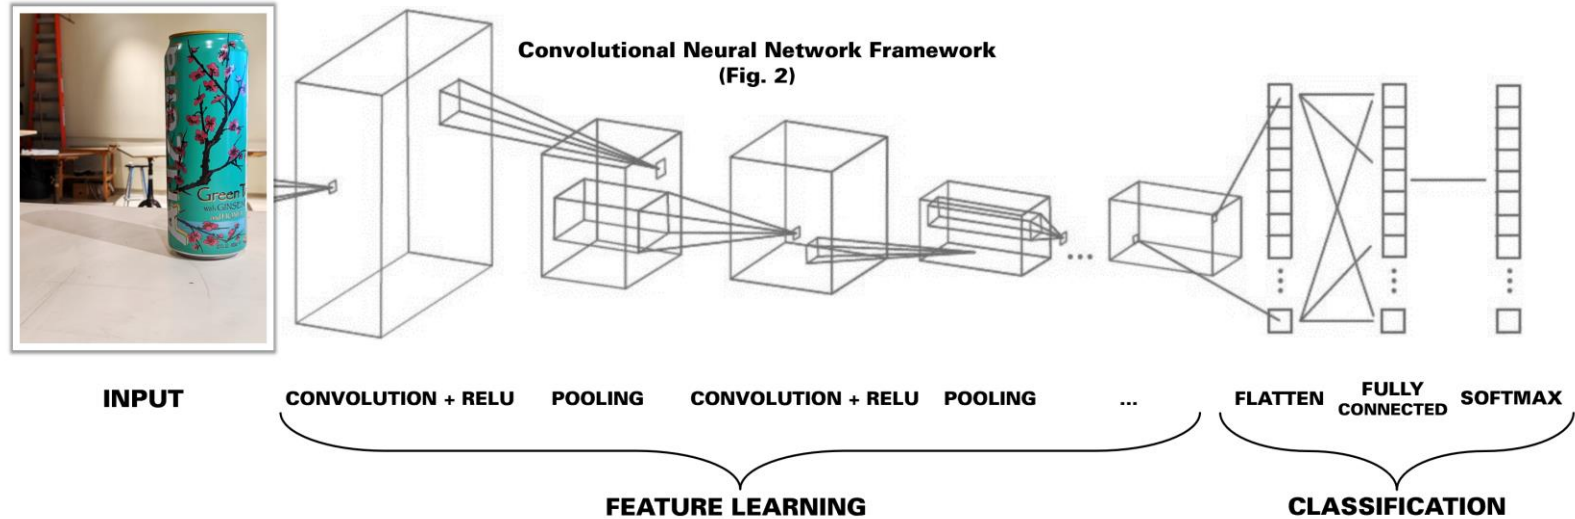 Convolutional Neural Network Framework
(Fig. 2)
Green
INPUT
CONVOLUTION + RELU
POOLING
CONVOLUTION + RELU
POOLING
...
FLATTEN
FULLY
CONNECTED
SOFTMAX
FEATURE LEARNING
CLASSIFICATION